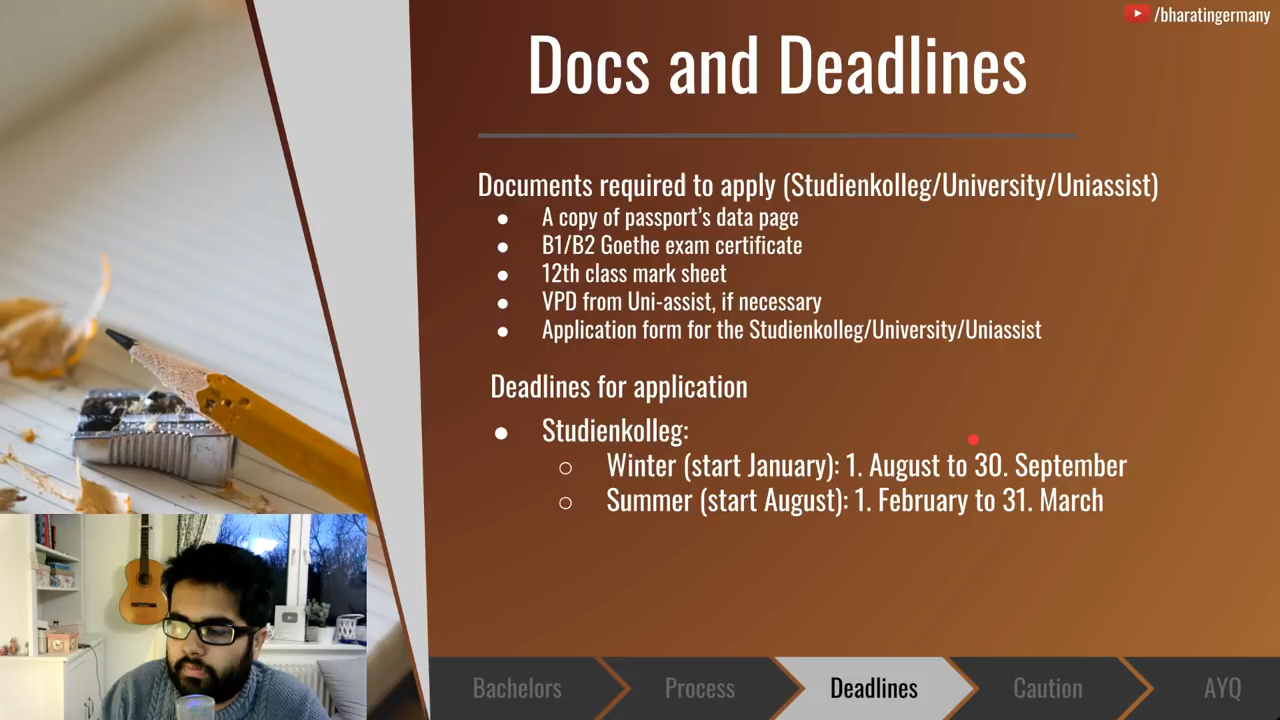 /bharatingermany
Docs and Deadlines
Documents required to apply (Studienkolleg/University/Uniassist)
● A copy of passport's data page
● B1/B2 Goethe exam certificate
● 12th class mark sheet
● VPD from Uni-assist, if necessary
● Application form for the Studienkolleg/University/Uniassist
Deadlines for application
● Studienkolleg:
○ Winter (start January): 1. August to 30. September
○ Summer (start August): 1. February to 31. March
Bachelors
Process
Deadlines
Caution
AYQ